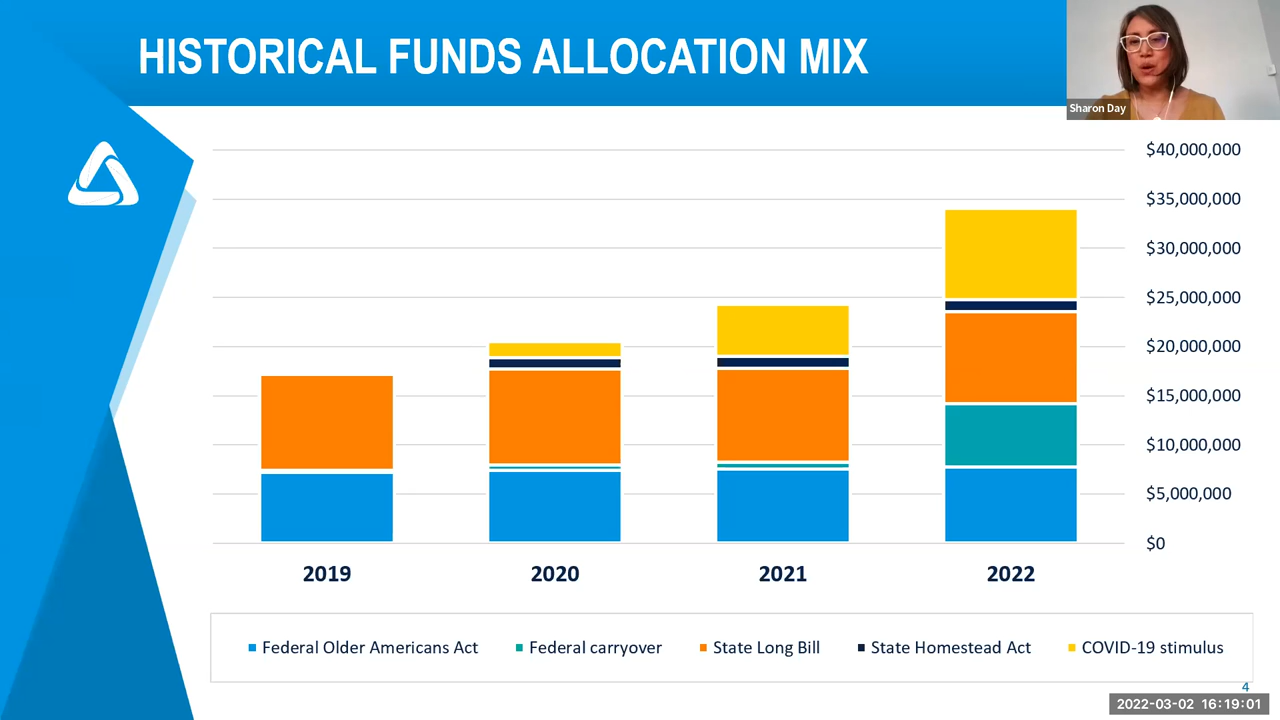 HISTORICAL FUNDS ALLOCATION MIX
Sharon Day
$40,000,000
$35,000,000
$30,000,000
$25,000,000
$20,000,000
$15,000,000
$10,000,000
$5,000,000
$0
2019 2020 2021 2022
Federal Older Americans Act Federal carryover State Long Bill State Homestead Act COVID-19 stimulus
4
2022-03-02 16:19:01